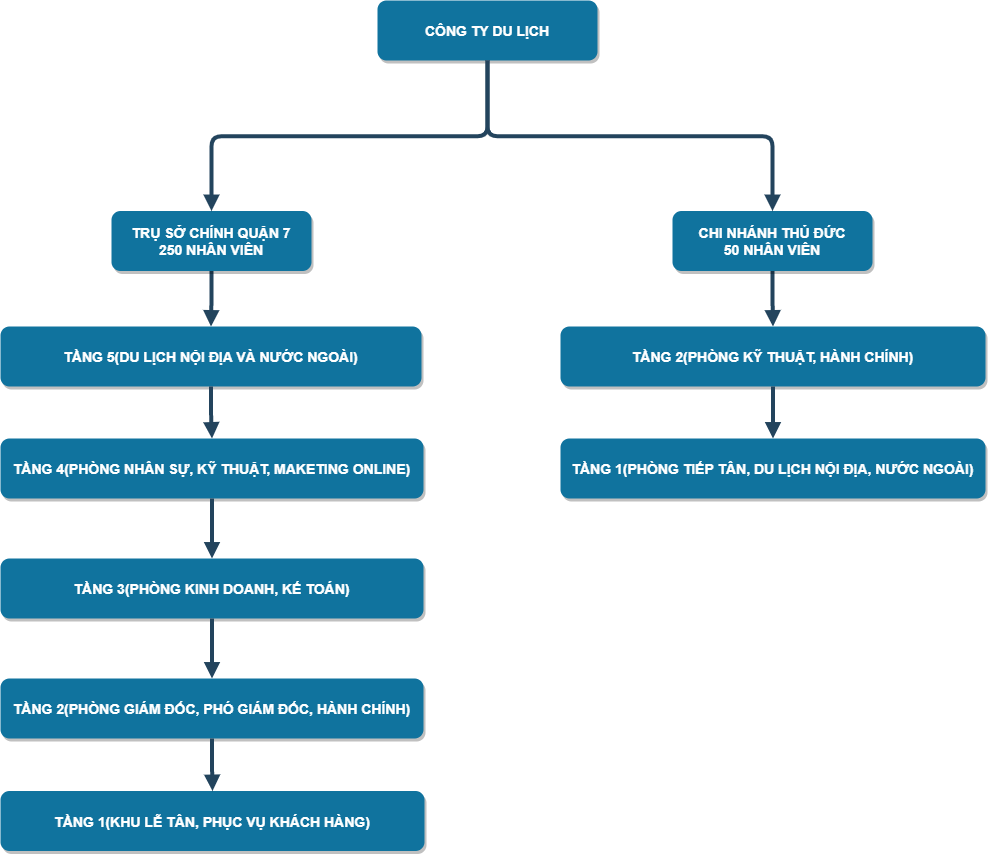 CÔNG TY DU LỊCH
TRỤ SỞ CHÍNH QUẬN 7
250 NHÂN VIÊN
TẦNG 5(DU LỊCH NỘI ĐỊA VÀ NƯỚC NGOÀI)
TẦNG 4(PHÒNG NHÂN SỰ, KỸ THUẬT, MAKETING ONLINE)
TẦNG 3(PHÒNG KINH DOANH, KẾ TOÁN)
TẦNG 2(PHÒNG GIÁM ĐỐC, PHÓ GIÁM ĐỐC, HÀNH CHÍNH)
TẦNG 1(KHU LỄ TÂN, PHỤC VỤ KHÁCH HÀNG)
CHI NHÁNH THỦ ĐỨC
50 NHÂN VIÊN
TẦNG 2(PHÒNG KỸ THUẬT, HÀNH CHÍNH)
TẦNG 1(PHÒNG TIẾP TÂN, DU LỊCH NỘI ĐỊA, NƯỚC NGOÀI)